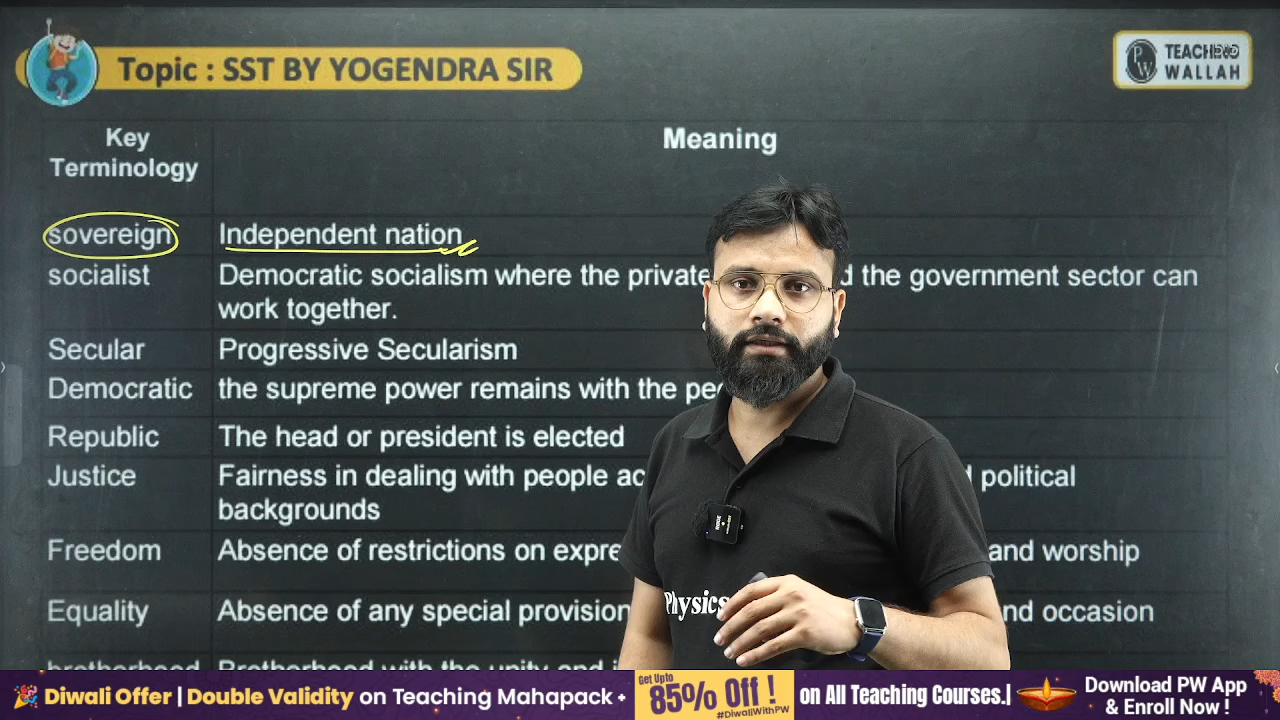 Topic : SST BY YOGENDRA SIR
PW
TEACHING
WALLAH
Key
Terminology
Meaning
sovereign
Independent nation
socialist
Democratic socialism where the private
d the government sector can
work together.
Secular
Progressive Secularism
Democratic
the supreme power remains with the
Republic
The head or president is elected
Justice
Fairness in dealing with people
political
backgrounds
Freedom
Absence of restrictions on
and worship
Equality
Absence of any special provision
occasion
Physics
🎉 Diwali Offer | Double Validity on Teaching Mahapack +
Get Upto
85% Off !
#DiwaliWithPW
on All Teaching Courses.|
Download PW App
& Enroll Now !